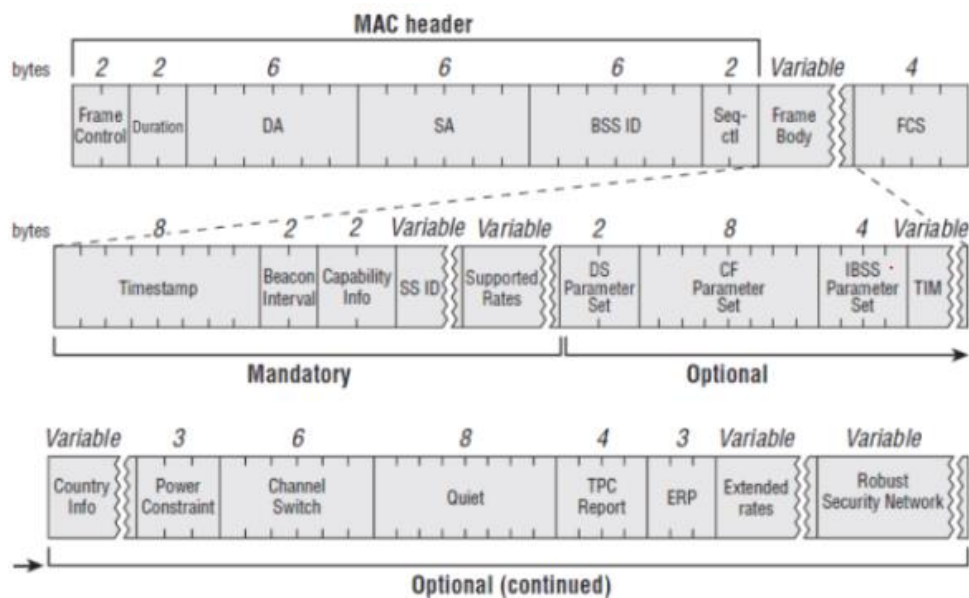 MAC header
bytes 2 2 6 6 6 2 Variable 4
Frame Control Duration DA SA BSS ID Seq-ctl Frame Body FCS
bytes 8 2 2 Variable Variable 2 8 4 Variable
Timestamp Beacon Interval Capability Info SS ID Supported Rates DS Parameter Set CF Parameter Set IBSS Parameter Set TIM
Mandatory Optional
Variable 3 6 8 4 3 Variable Variable
Country Info Power Constraint Channel Switch Quiet TPC Report ERP Extended rates Robust Security Network
Optional (continued)